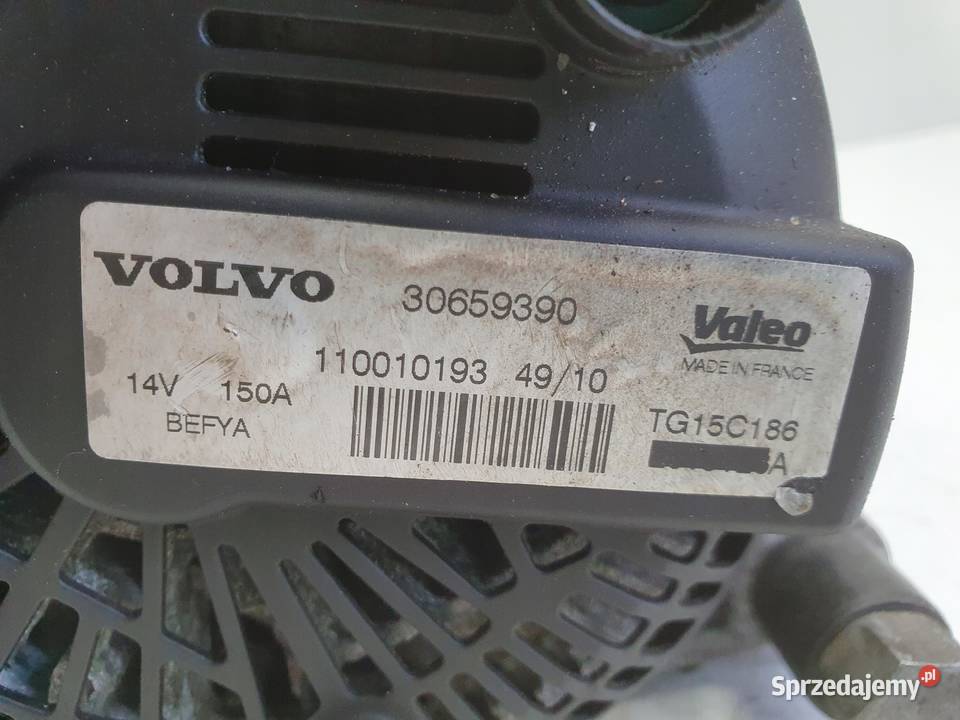 VOLVO 30659390
Valeo
MADE IN FRANCE
110010193 49/10
14V 150A
BEFYA
TG15C186
A
Sprzedajemy.pl